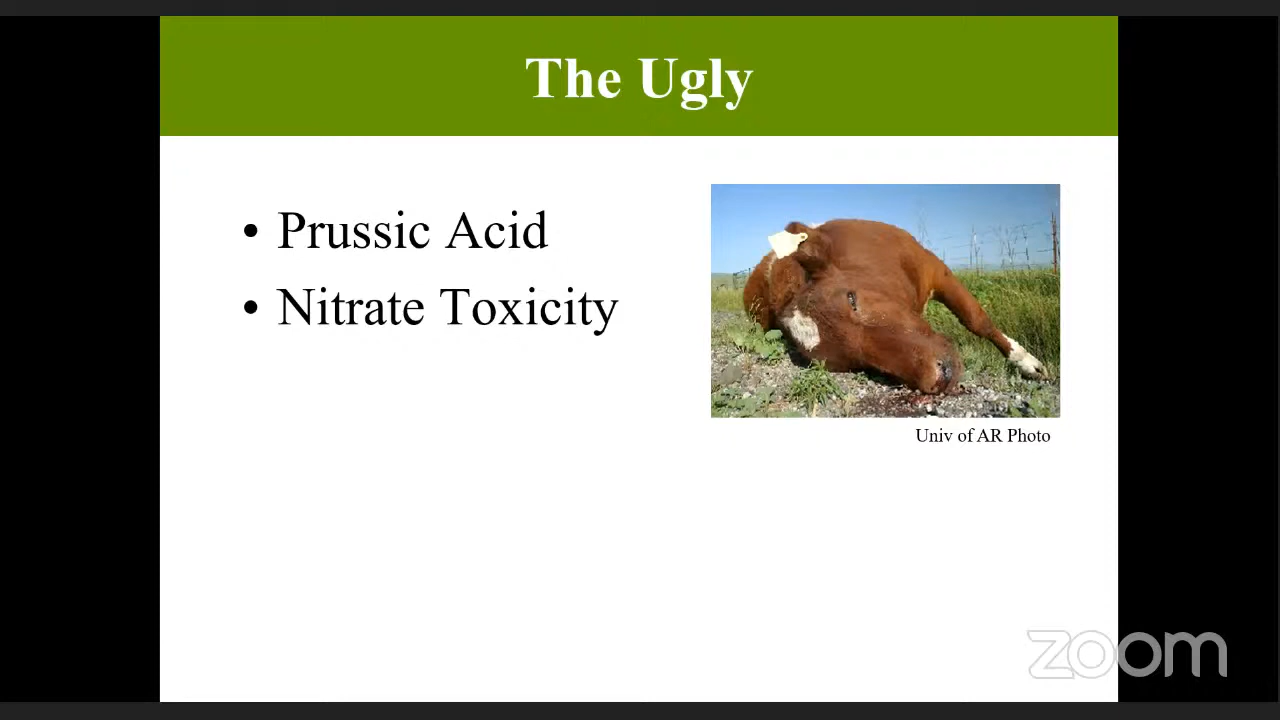 The Ugly
• Prussic Acid
• Nitrate Toxicity
Univ of AR Photo
zoom